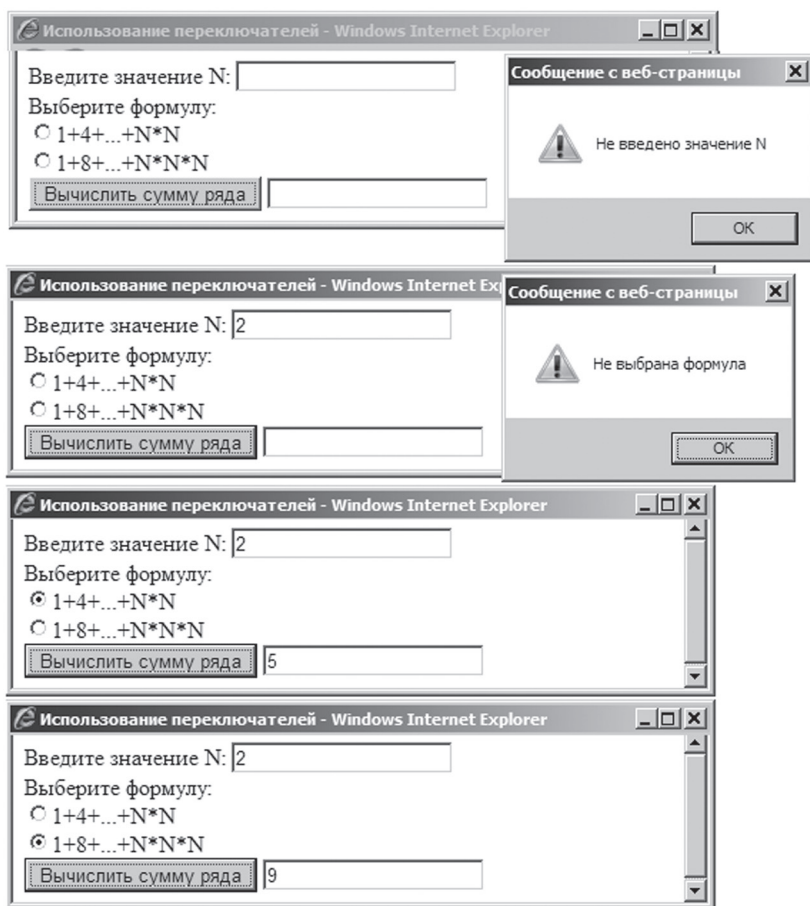 Использование переключателей - Windows Internet Explorer
Введите значение N:
Выберите формулу:
1+4+...+N*N
1+8+...+N*N*N
Вычислить сумму ряда
Сообщение с веб-страницы
Не введено значение N
OK
Использование переключателей - Windows Internet Exp
Введите значение N: 2
Выберите формулу:
1+4+...+N*N
1+8+...+N*N*N
Вычислить сумму ряда
Сообщение с веб-страницы
Не выбрана формула
OK
Использование переключателей - Windows Internet Explorer
Введите значение N: 2
Выберите формулу:
1+4+...+N*N
1+8+...+N*N*N
Вычислить сумму ряда 5
Использование переключателей - Windows Internet Explorer
Введите значение N: 2
Выберите формулу:
1+4+...+N*N
1+8+...+N*N*N
Вычислить сумму ряда 9